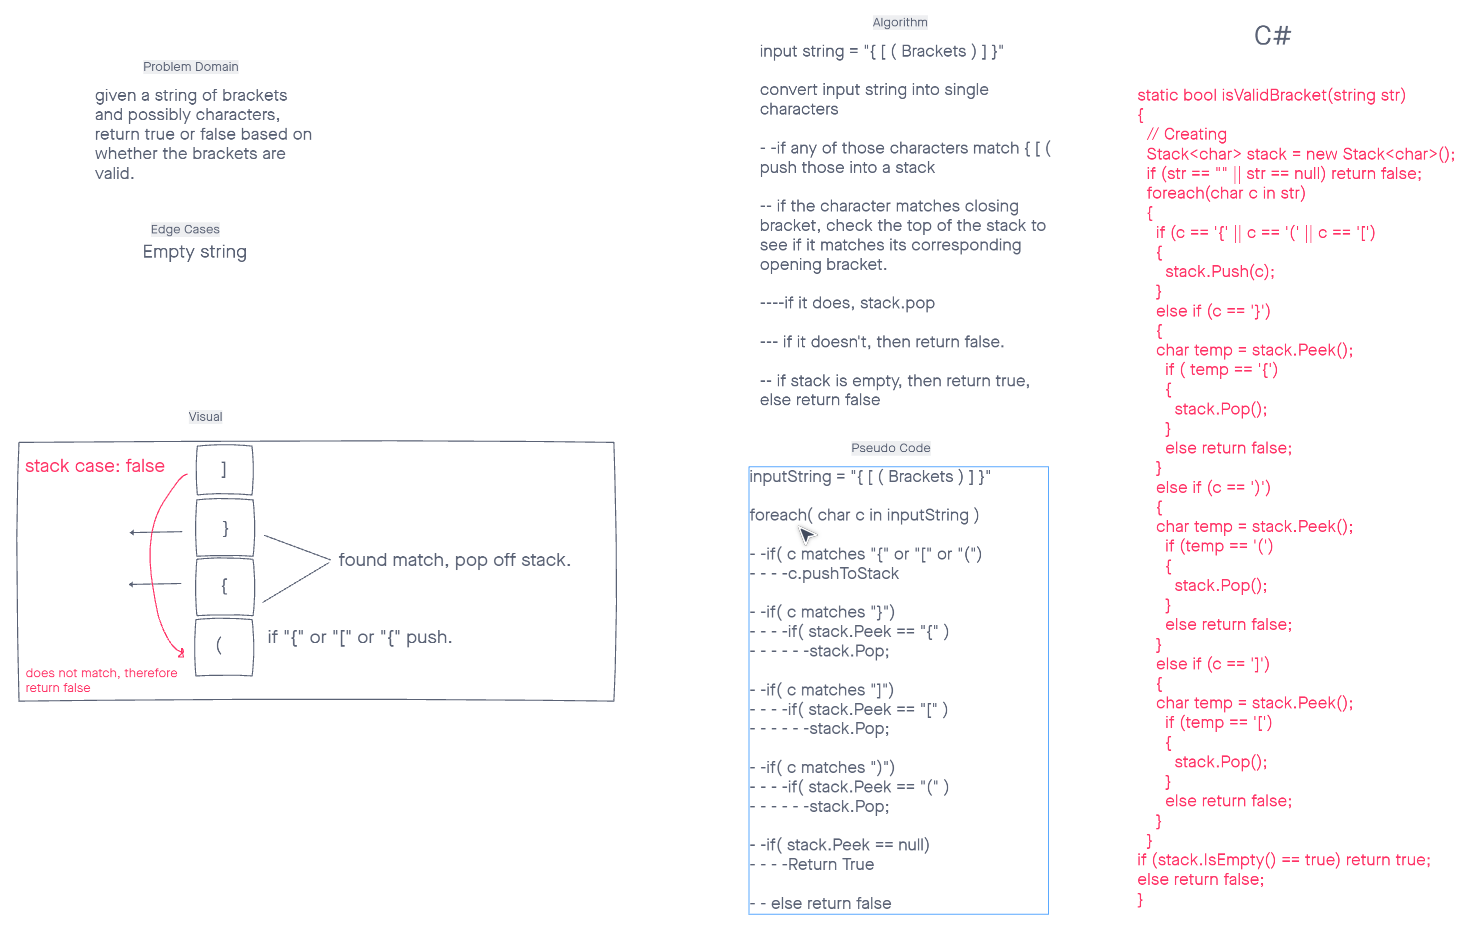 Problem Domain
given a string of brackets
and possibly characters,
return true or false based on
whether the brackets are
valid.
Edge Cases
Empty string
Visual
stack case: false
]
}
{
(
found match, pop off stack.
if "{" or "[" or "{" push.
does not match, therefore
return false
Algorithm
input string = "{ [ ( Brackets ) ] }"
convert input string into single
characters
- -if any of those characters match { [ (
push those into a stack
-- if the character matches closing
bracket, check the top of the stack to
see if it matches its corresponding
opening bracket.
----if it does, stack.pop
--- if it doesn't, then return false.
-- if stack is empty, then return true,
else return false
Pseudo Code
inputString = "{ [ ( Brackets ) ] }"
foreach( char c in inputString )
- -if( c matches "{" or "[" or "(")
- - - -c.pushToStack
- -if( c matches "}")
- - - -if( stack.Peek == "{" )
- - - - - -stack.Pop;
- -if( c matches "]")
- - - -if( stack.Peek == "[" )
- - - - - -stack.Pop;
- -if( c matches ")")
- - - -if( stack.Peek == "(" )
- - - - - -stack.Pop;
- -if( stack.Peek == null)
- - - -Return True
- - else return false
C#
static bool isValidBracket(string str)
{
// Creating
Stack<char> stack = new Stack<char>();
if (str == "" || str == null) return false;
foreach(char c in str)
{
if (c == '{' || c == '(' || c == '[')
{
stack.Push(c);
}
else if (c == '}')
{
char temp = stack.Peek();
if ( temp == '{')
{
stack.Pop();
}
else return false;
}
else if (c == ')')
{
char temp = stack.Peek();
if (temp == '(')
{
stack.Pop();
}
else return false;
}
else if (c == ']')
{
char temp = stack.Peek();
if (temp == '[')
{
stack.Pop();
}
else return false;
}
}
if (stack.IsEmpty() == true) return true;
else return false;
}